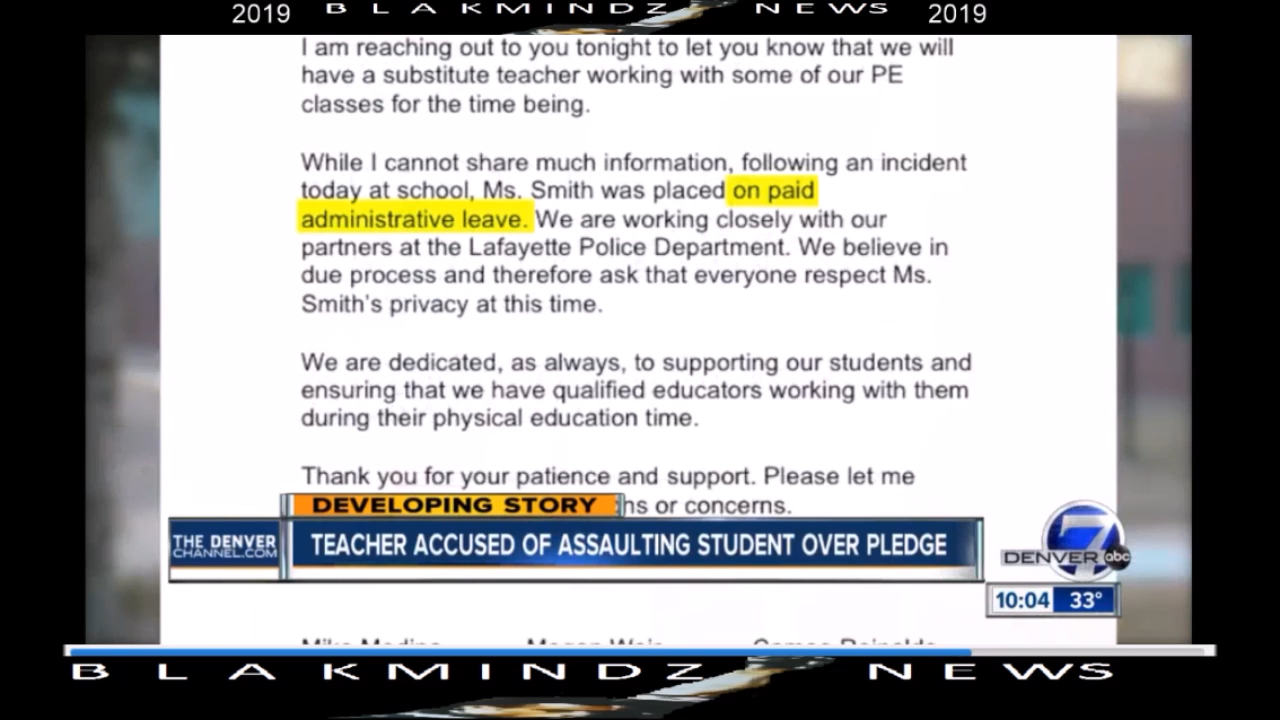 2019 BLAKMINDZ NEWS 2019
I am reaching out to you tonight to let you know that we will
have a substitute teacher working with some of our PE
classes for the time being.
While I cannot share much information, following an incident
today at school, Ms. Smith was placed on paid
administrative leave. We are working closely with our
partners at the Lafayette Police Department. We believe in
due process and therefore ask that everyone respect Ms.
Smith's privacy at this time.
We are dedicated, as always, to supporting our students and
ensuring that we have qualified educators working with them
during their physical education time.
Thank you for your patience and support. Please let me
or concerns.
DEVELOPING STORY
THE DENVER
CHANNEL.COM
TEACHER ACCUSED OF ASSAULTING STUDENT OVER PLEDGE
7
DENVER abc
10:04 33°
BLAKMINDZ NEWS